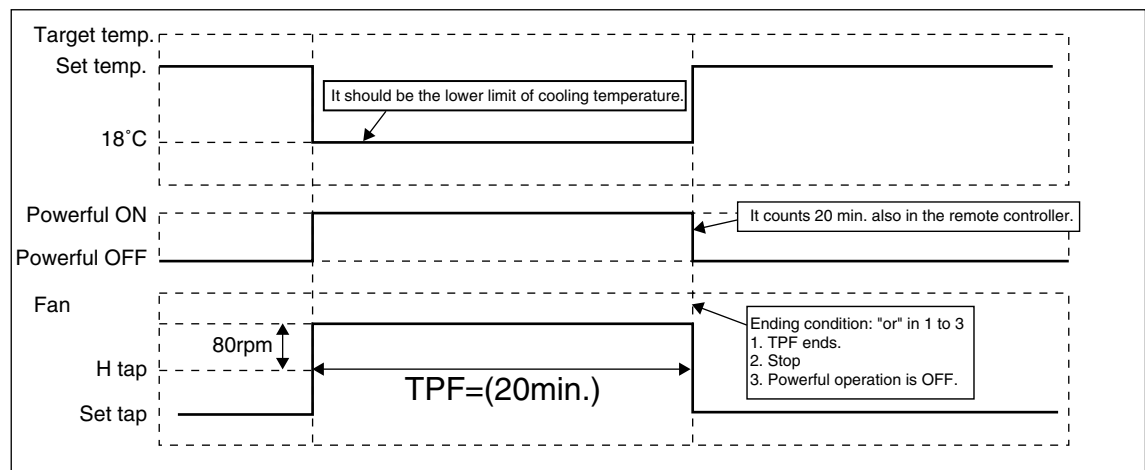 Target temp.
Set temp.
It should be the lower limit of cooling temperature.
18˚C
Powerful ON
It counts 20 min. also in the remote controller.
Powerful OFF
Fan
Ending condition: "or" in 1 to 3
1. TPF ends.
2. Stop
3. Powerful operation is OFF.
80rpm
H tap
TPF=(20min.)
Set tap